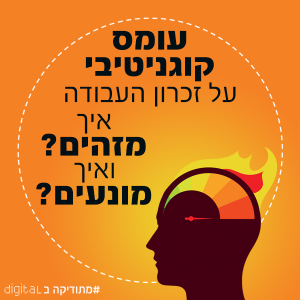 עומס
קוגניטיבי
על זכרון העבודה
איך
מזהים?
ואיך
מונעים?
#מתודיקה ב digital